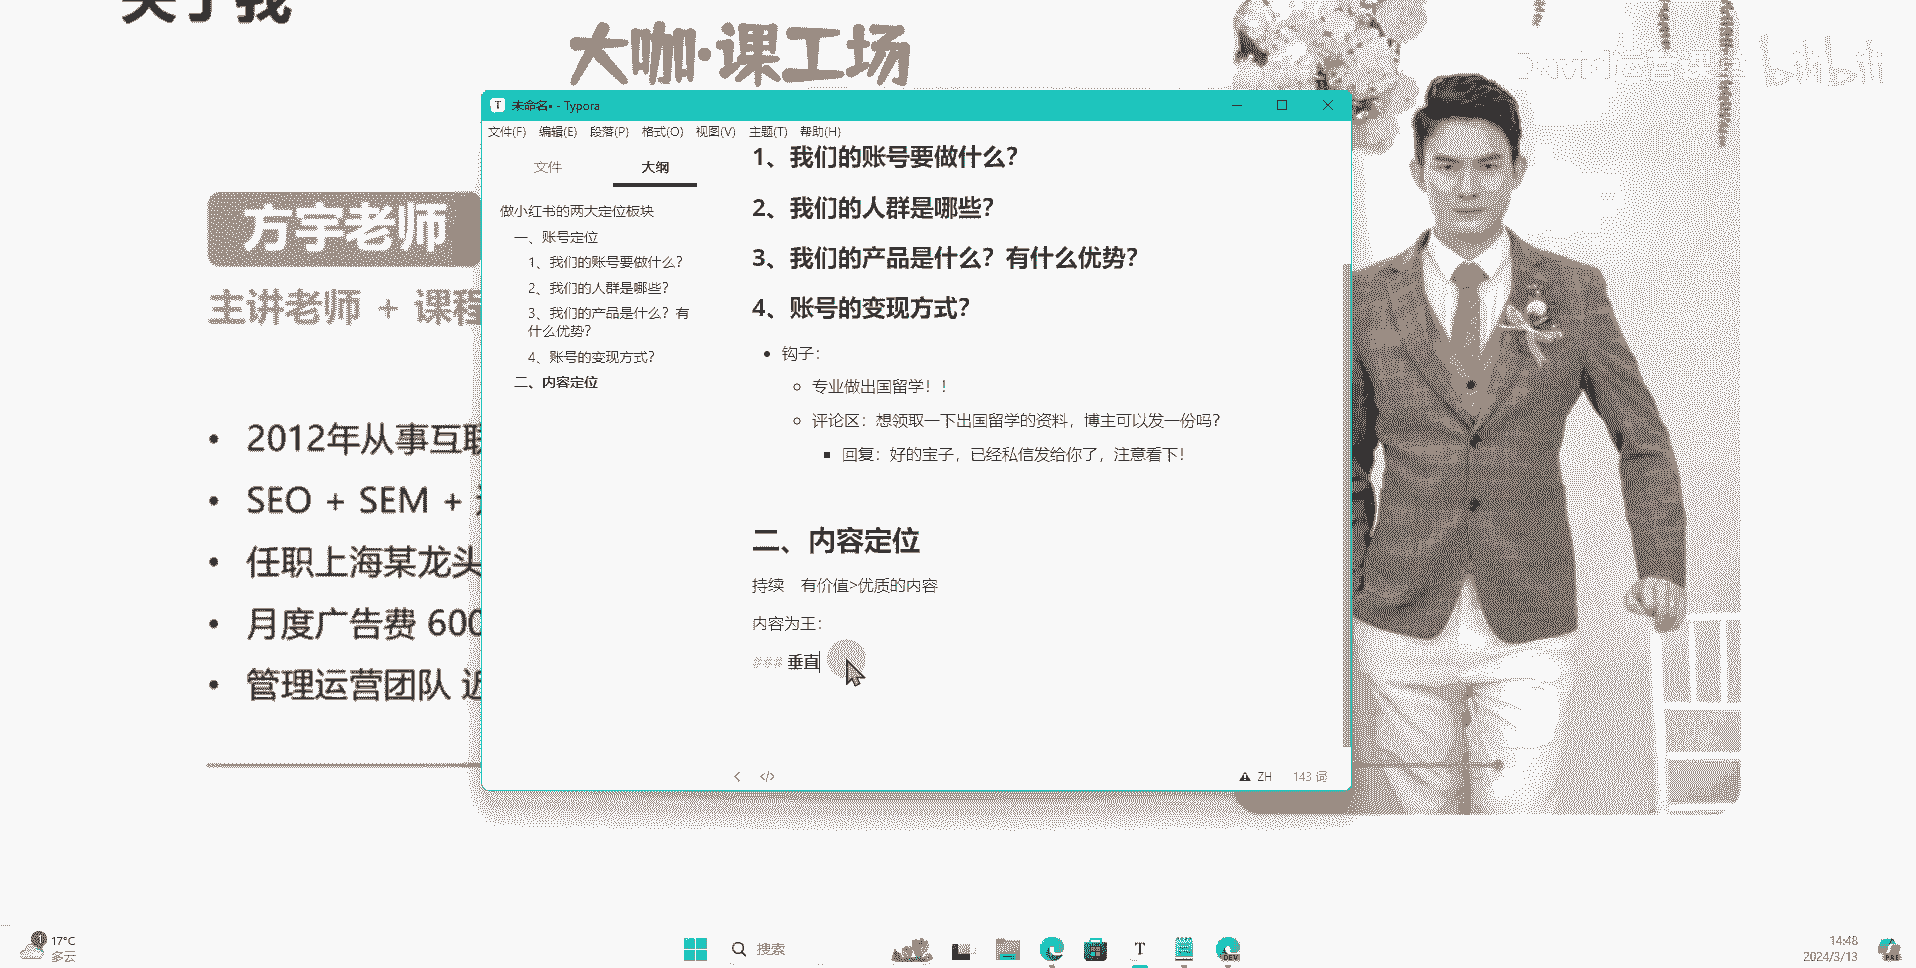 关于我
大咖·课工场
bilibili
方宇老师
主讲老师 + 课程
2012年从事互联
SEO + SEM +
任职上海某龙头
月度广告费 600
管理运营团队 近
未命名• - Typora
文件(F) 编辑(E) 段落(P) 格式(O) 视图(V) 主题(T) 帮助(H)
文件 大纲
做小红书的两大定位板块
一、账号定位
1、我们的账号要做什么？
2、我们的人群是哪些？
3、我们的产品是什么？有
什么优势？
4、账号的变现方式？
二、内容定位
1、我们的账号要做什么？
2、我们的人群是哪些？
3、我们的产品是什么？有什么优势？
4、账号的变现方式？
钩子：
专业做出国留学！！
评论区：想领取一下出国留学的资料，博主可以发一份吗？
回复：好的宝子，已经私信发给你了，注意看下！
二、内容定位
持续 有价值>优质的内容
内容为王：
### 垂直
ZH 143 词
17°C
多云
搜索
14:48
2024/3/13